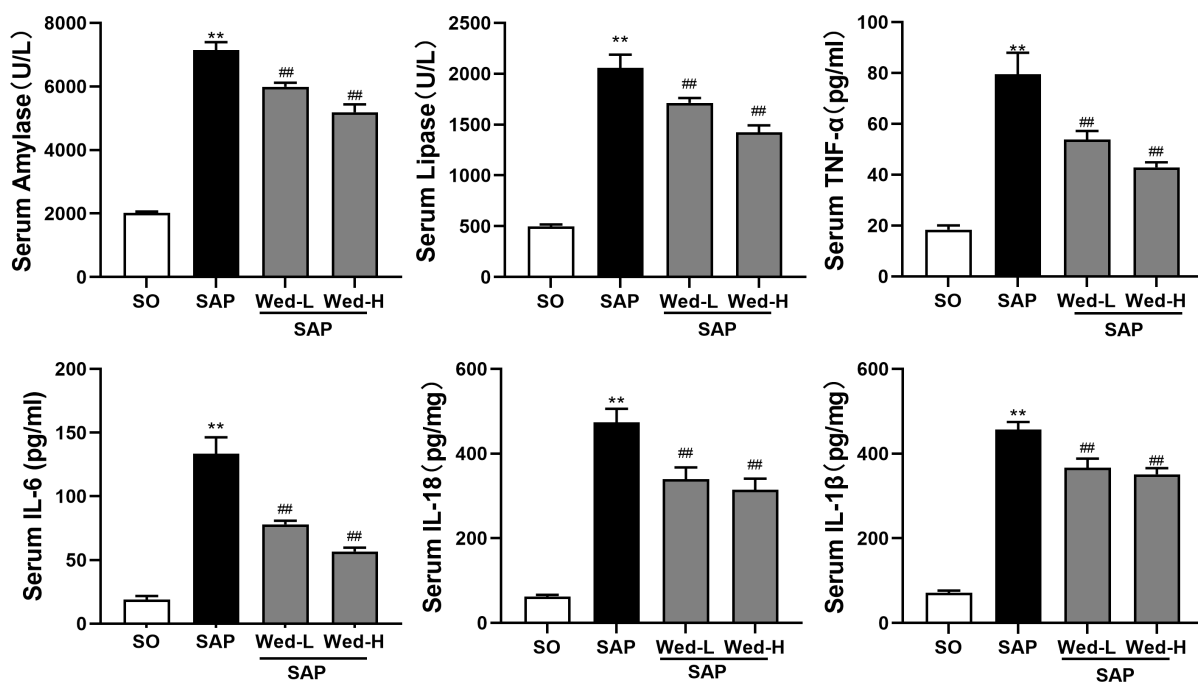 Serum Amylase（U/L）
8000
6000
4000
2000
0
**
##
##
SO SAP Wed-L Wed-H
SAP
Serum Lipase（U/L）
2500
2000
1500
1000
500
0
**
##
##
SO SAP Wed-L Wed-H
SAP
Serum TNF-α（pg/ml）
100
80
60
40
20
0
**
##
##
SO SAP Wed-L Wed-H
SAP
Serum IL-6 (pg/ml)
200
150
100
50
0
**
##
##
SO SAP Wed-L Wed-H
SAP
Serum IL-18（pg/mg）
600
400
200
0
**
##
##
SO SAP Wed-L Wed-H
SAP
Serum IL-1β（pg/mg）
600
400
200
0
**
##
##
SO SAP Wed-L Wed-H
SAP